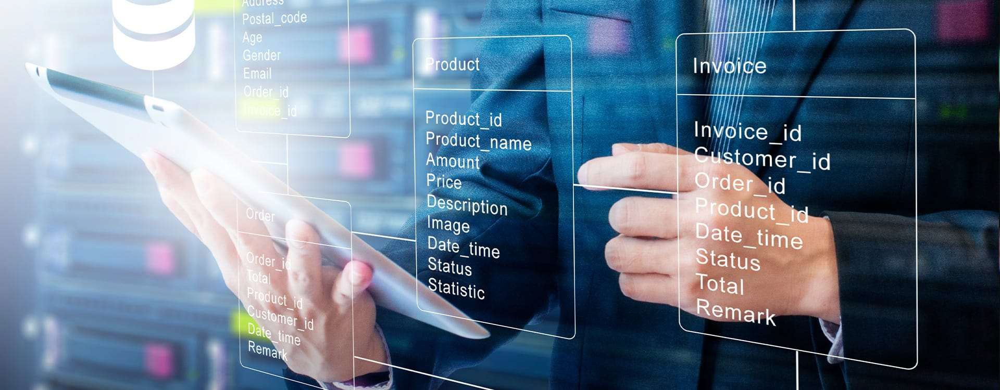 Address
Postal_code
Age
Gender
Email
Order_id
Invoice_id
Order
Order_id
Total
Product_id
Customer_id
Date_time
Remark
Product
Product_id
Product_name
Amount
Price
Description
Image
Date_time
Status
Statistic
Invoice
Invoice_id
Customer_id
Order_id
Product_id
Date_time
Status
Total
Remark